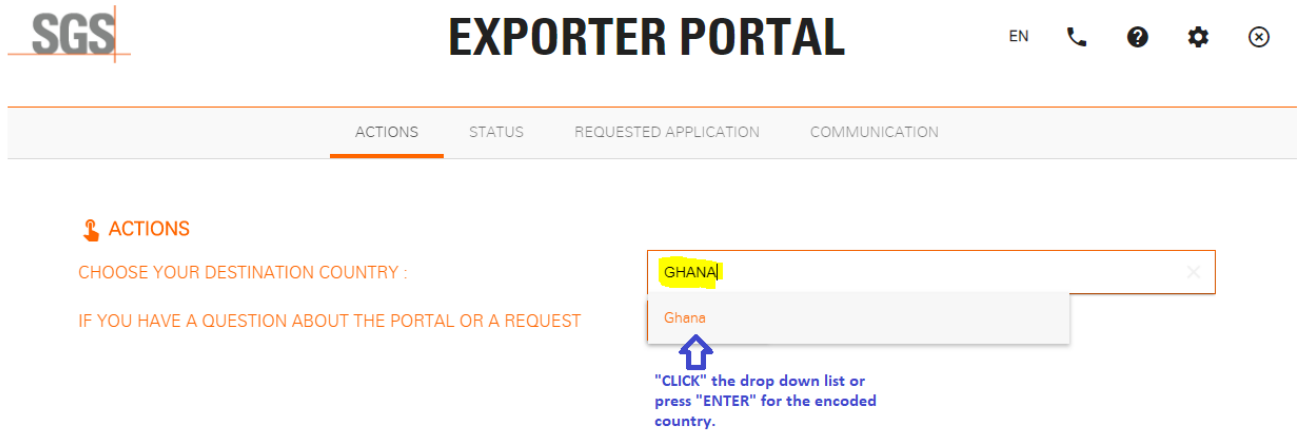 SGS
EXPORTER PORTAL
EN
ACTIONS STATUS REQUESTED APPLICATION COMMUNICATION
ACTIONS
CHOOSE YOUR DESTINATION COUNTRY :
GHANA
IF YOU HAVE A QUESTION ABOUT THE PORTAL OR A REQUEST
Ghana
"CLICK" the drop down list or
press "ENTER" for the encoded
country.